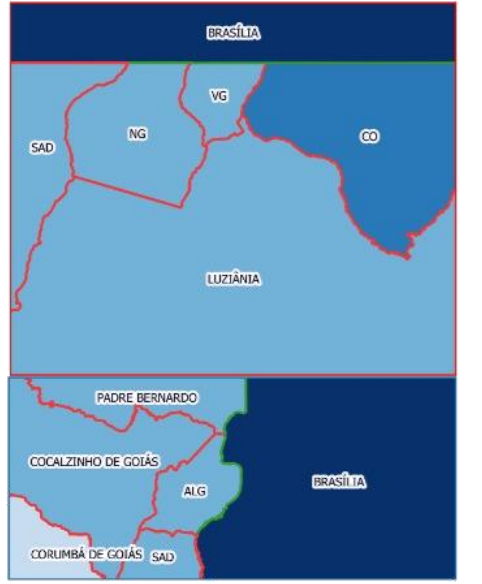 BRASÍLIA
VG
NG
CO
SAD
LUZIÂNIA
PADRE BERNARDO
COCALZINHO DE GOIÁS
BRASÍLIA
ALG
CORUMBÁ DE GOIÁS
SAD